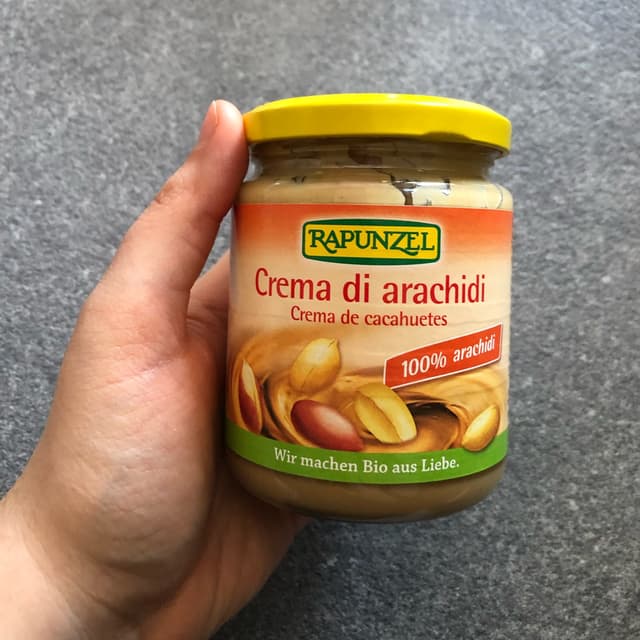 RAPUNZEL
Crema di arachidi
Crema de cacahuetes
100% arachidi
Wir machen Bio aus Liebe.